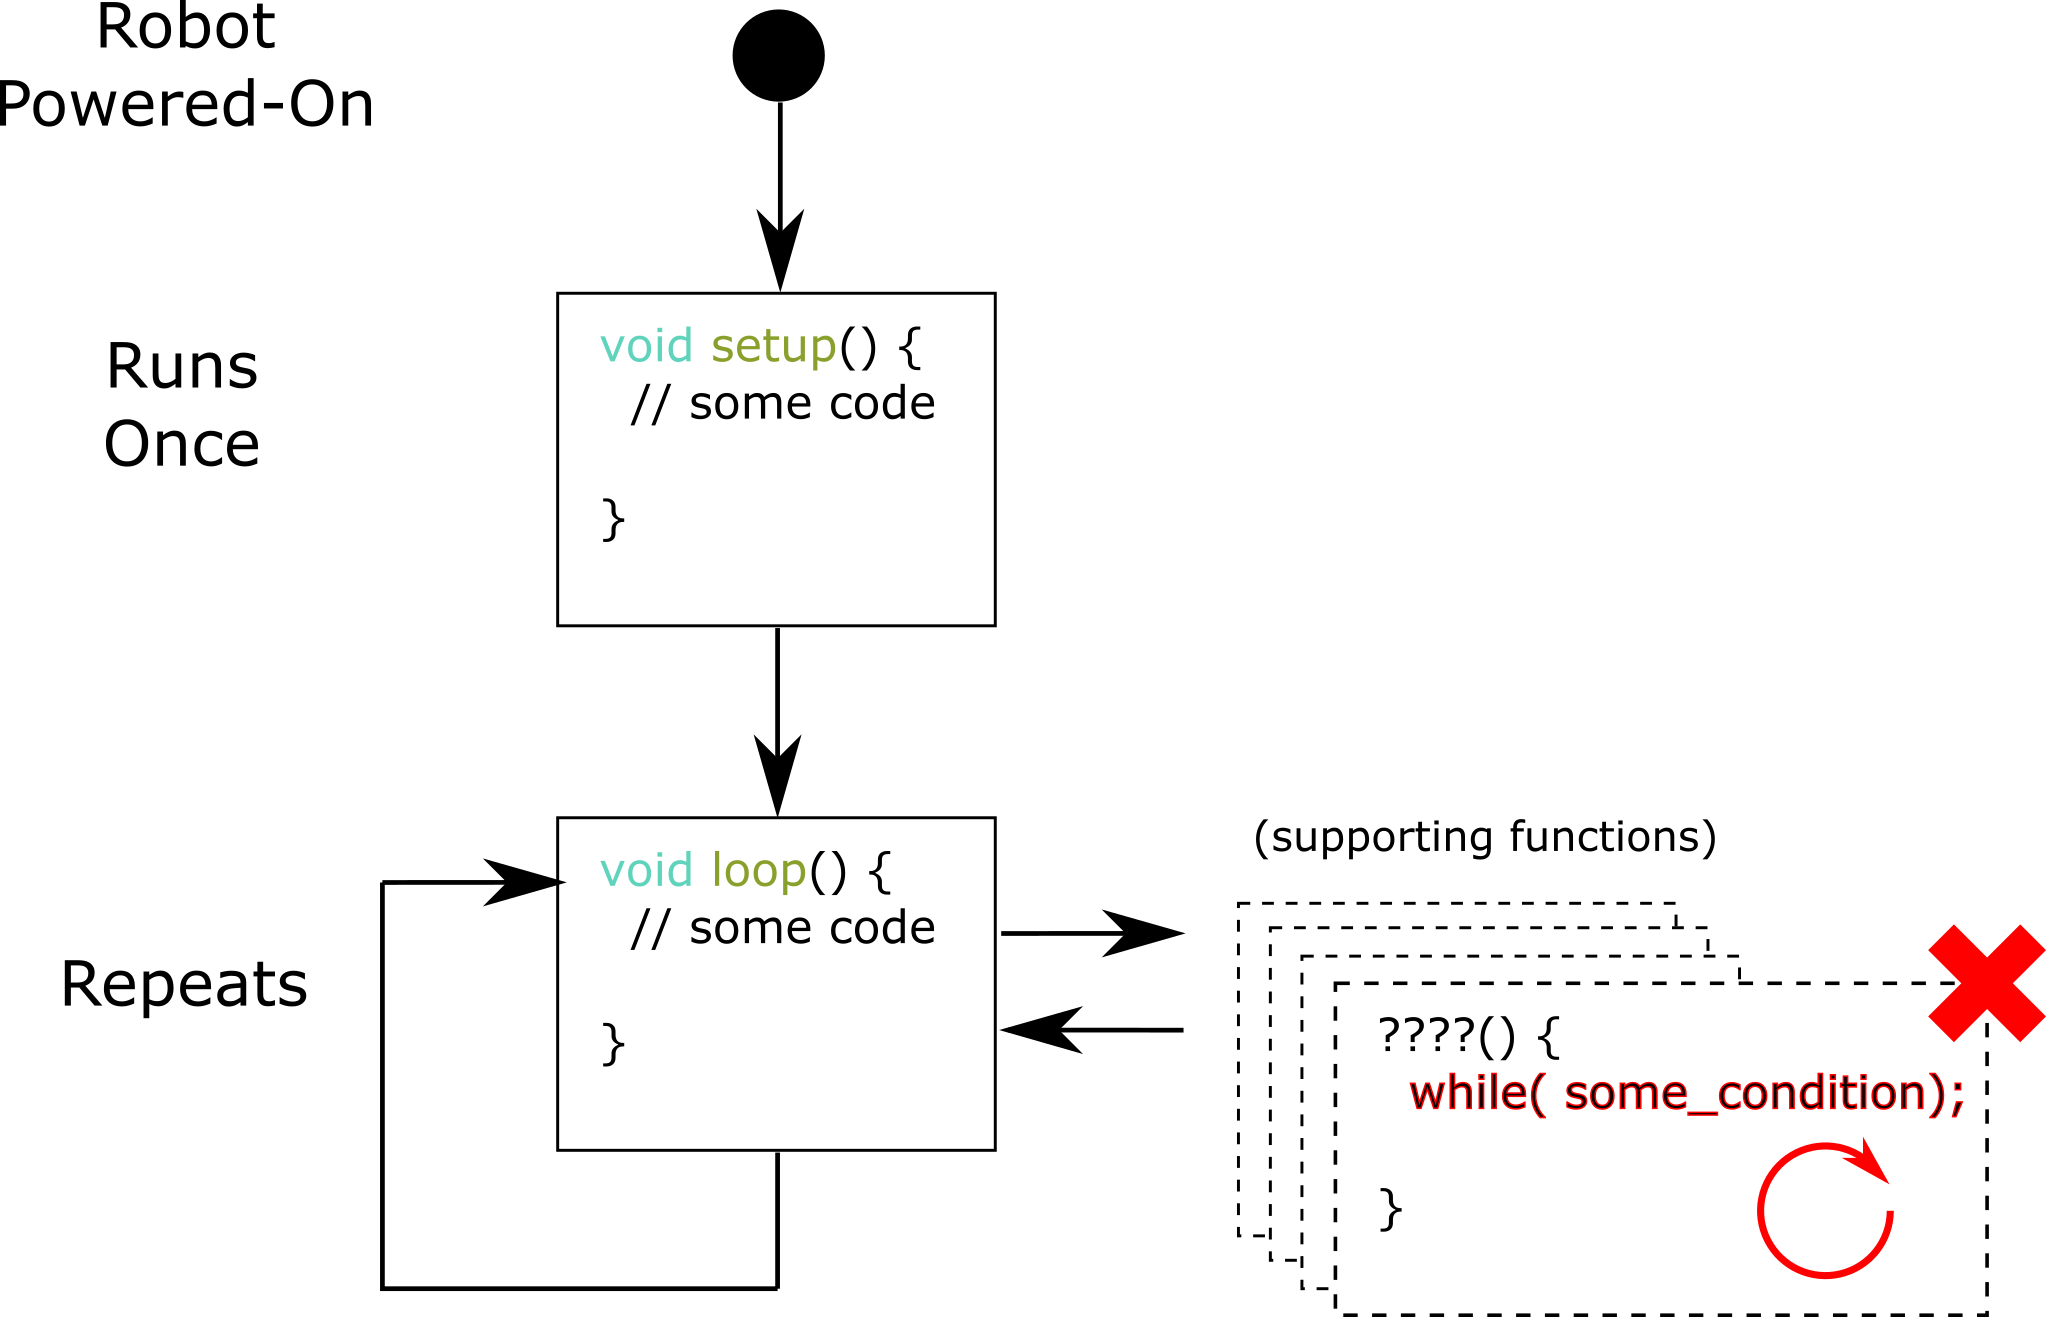 Robot
Powered-On
Runs
Once
void setup() {
// some code
}
Repeats
void loop() {
// some code
}
(supporting functions)
????() {
while( some_condition);
}